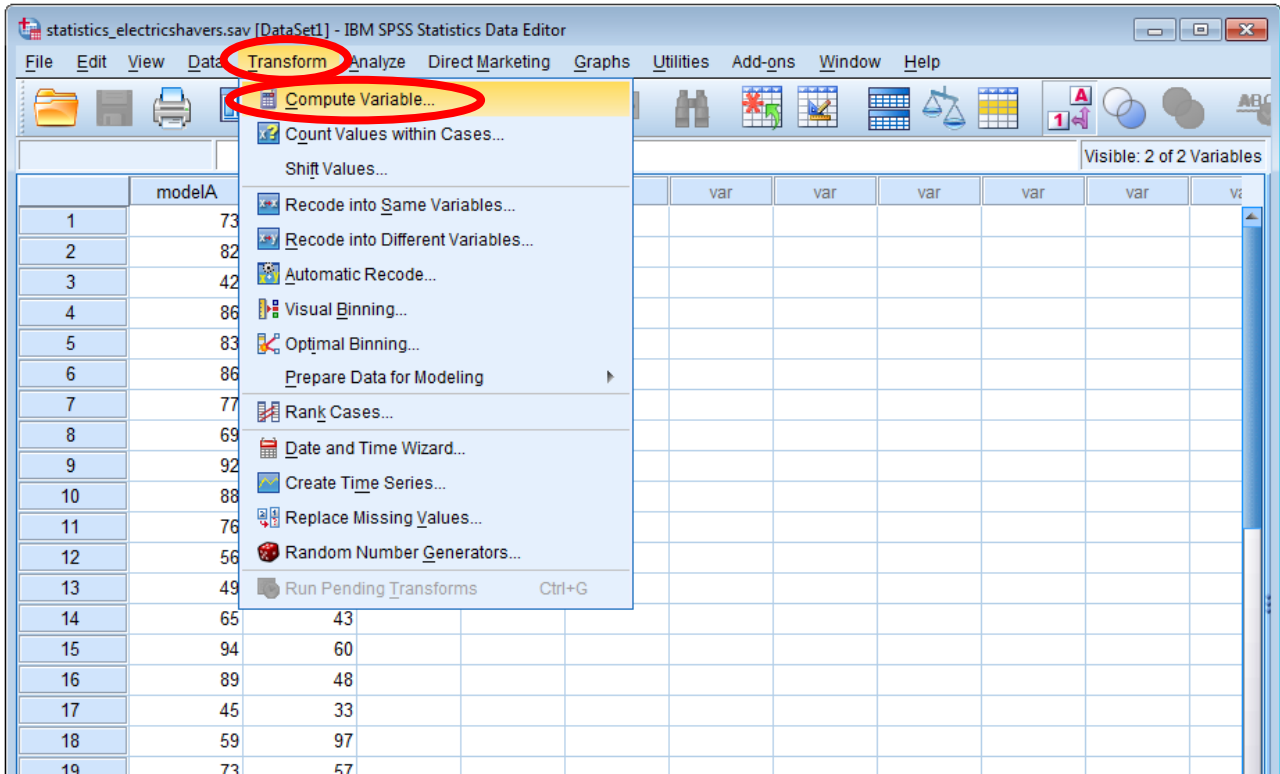 statistics_electricshavers.sav [DataSet1] - IBM SPSS Statistics Data Editor
File Edit View Data Transform Analyze Direct Marketing Graphs Utilities Add-ons Window Help
Compute Variable...
Count Values within Cases...
Shift Values...
Visible: 2 of 2 Variables
modelA var var var var var
Recode into Same Variables...
1 73
Recode into Different Variables...
2 82
Automatic Recode...
3 42
Visual Binning...
4 86
Optimal Binning...
5 83
Prepare Data for Modeling
6 86
Rank Cases...
7 77
8 69
Date and Time Wizard...
9 92
Create Time Series...
10 88
Replace Missing Values...
11 76
Random Number Generators...
12 56
Run Pending Transforms Ctrl+G
13 49
14 65 43
15 94 60
16 89 48
17 45 33
18 59 97
19 73 57